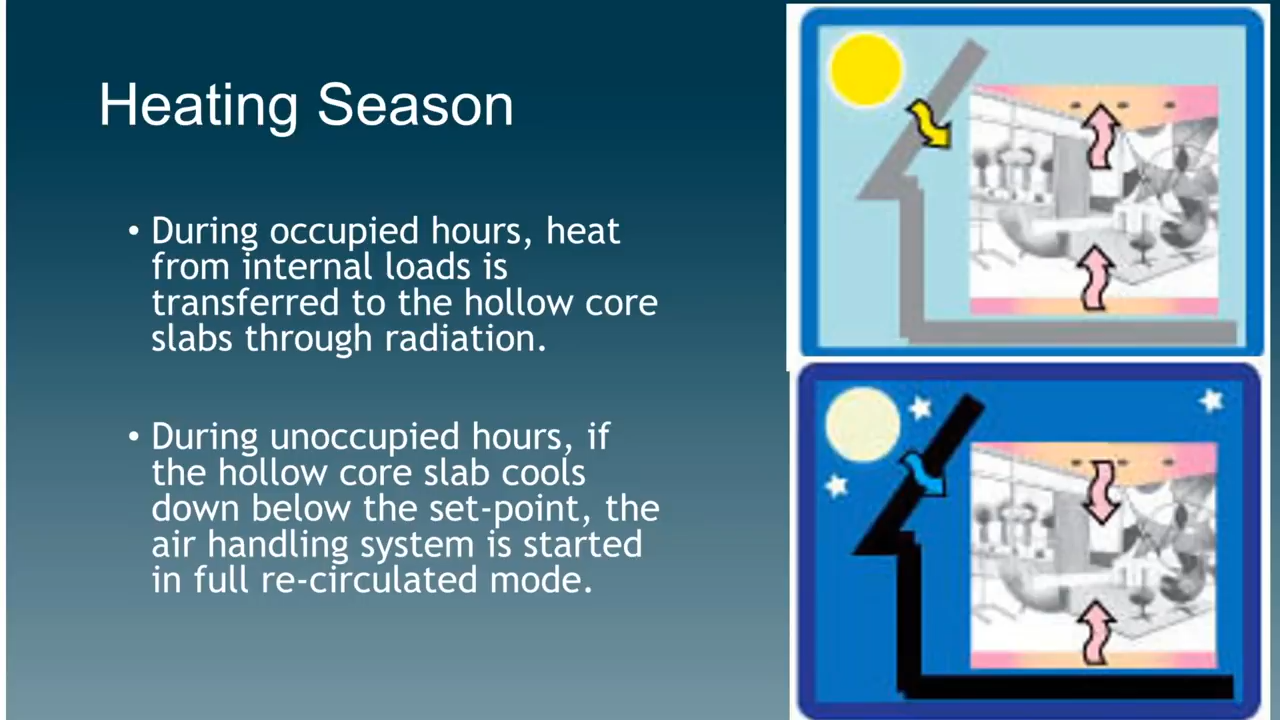 Heating Season
• During occupied hours, heat
from internal loads is
transferred to the hollow core
slabs through radiation.
• During unoccupied hours, if
the hollow core slab cools
down below the set-point, the
air handling system is started
in full re-circulated mode.